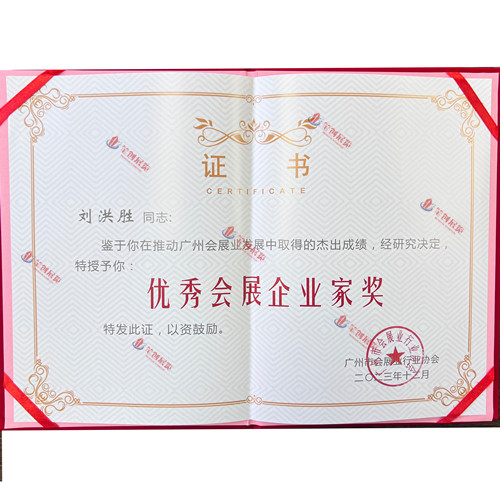 证 书
CERTIFICATE
刘洪胜 同志:
鉴于你在推动广州会展业发展中取得的杰出成绩，经研究决定，
特授予你：
优秀会展企业家奖
特发此证，以资鼓励。
广州市会展业行业协会
二〇二三年十二月